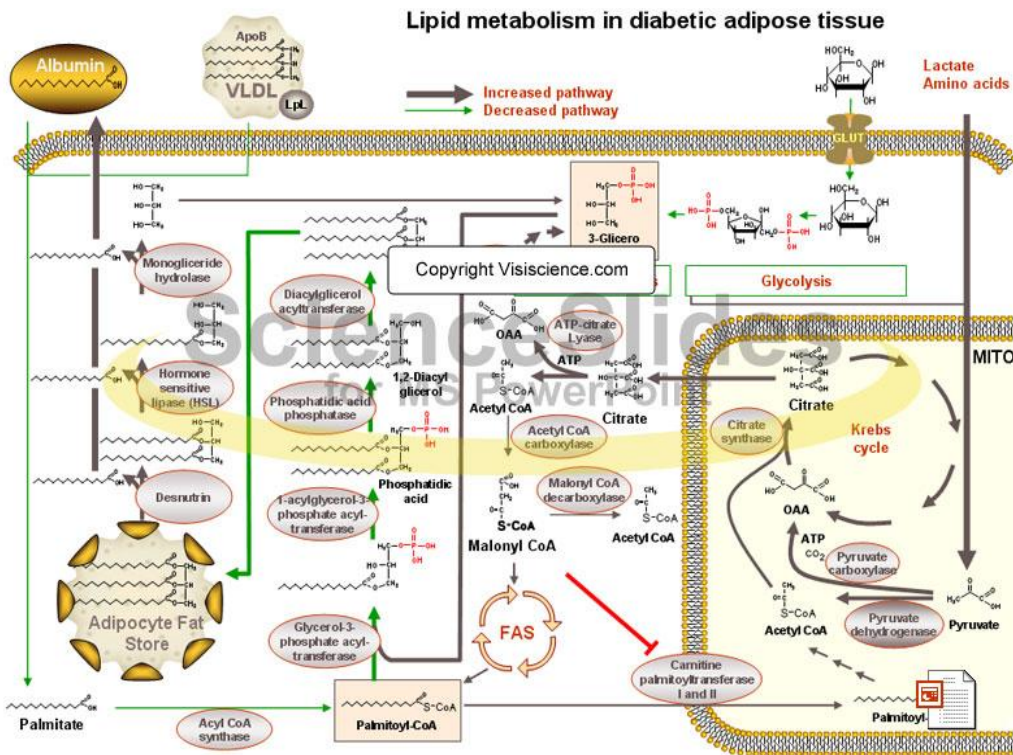 Lipid metabolism in diabetic adipose tissue
Albumin
ApoB
VLDL
LpL
Increased pathway
Decreased pathway
GLUT
Lactate
Amino acids
3-Glicero
Copyright Visiscience.com
Glycolysis
Monogliceride
hydrolase
Hormone
sensitive
lipase (HSL)
Desnutrin
Adipocyte Fat
Store
Diacylglicerol
acyltransferase
1,2-Diacyl
glicerol
Phosphatidic acid
phosphatase
Phosphatidic
acid
1-acylglycerol-3-
phosphate acyl-
transferase
Glycerol-3-
phosphate acyl-
transferase
OAA
ATP-citrate
Lyase
ATP
Acetyl CoA
Citrate
Acetyl CoA
carboxylase
Malonyl CoA
decarboxylase
Malonyl CoA
Acetyl CoA
FAS
MITO
Citrate
Citrate
synthase
Krebs
cycle
OAA
ATP
CO2
Pyruvate
carboxylase
Acetyl CoA
Pyruvate
dehydrogenase
Pyruvate
Carnitine
palmitoyltransferase
I and II
Palmitate
Acyl CoA
synthase
Palmitoyl-CoA
Palmitoyl-
ScienceSlides
for MS PowerPoint